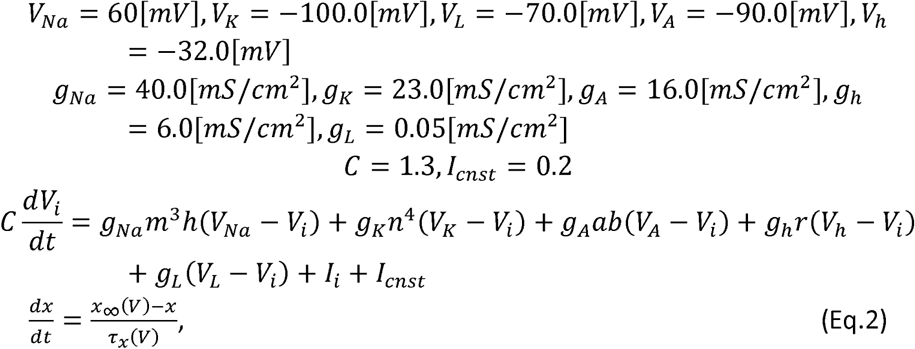 V_{Na} = 60[mV], V_K = −100.0[mV], V_L = −70.0[mV], V_A = −90.0[mV], V_h
= −32.0[mV]
g_{Na} = 40.0[mS/cm^2], g_K = 23.0[mS/cm^2], g_A = 16.0[mS/cm^2], g_h
= 6.0[mS/cm^2], g_L = 0.05[mS/cm^2]
C = 1.3, I_{cnst} = 0.2
C \frac{dV_i}{dt} = g_{Na}m^3h(V_{Na} − V_i) + g_K n^4(V_K − V_i) + g_A ab(V_A − V_i) + g_h r(V_h − V_i)
+ g_L(V_L − V_i) + I_i + I_{cnst}
\frac{dx}{dt} = \frac{x_∞(V)−x}{τ_x(V)}, (Eq.2)